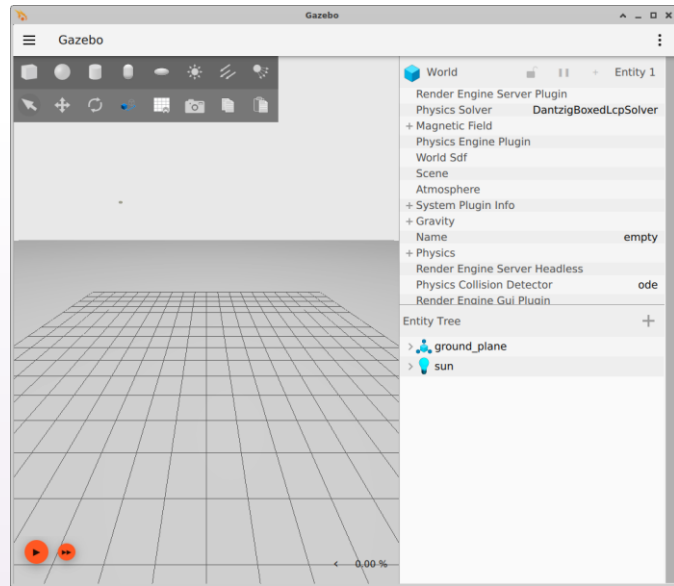 Gazebo
Gazebo
World Entity 1
Render Engine Server Plugin
Physics Solver DantzigBoxedLcpSolver
+ Magnetic Field
Physics Engine Plugin
World Sdf
Scene
Atmosphere
+ System Plugin Info
+ Gravity
Name empty
+ Physics
Render Engine Server Headless
Physics Collision Detector ode
Render Engine Gui Plugin
Entity Tree
ground_plane
sun
0.00 %